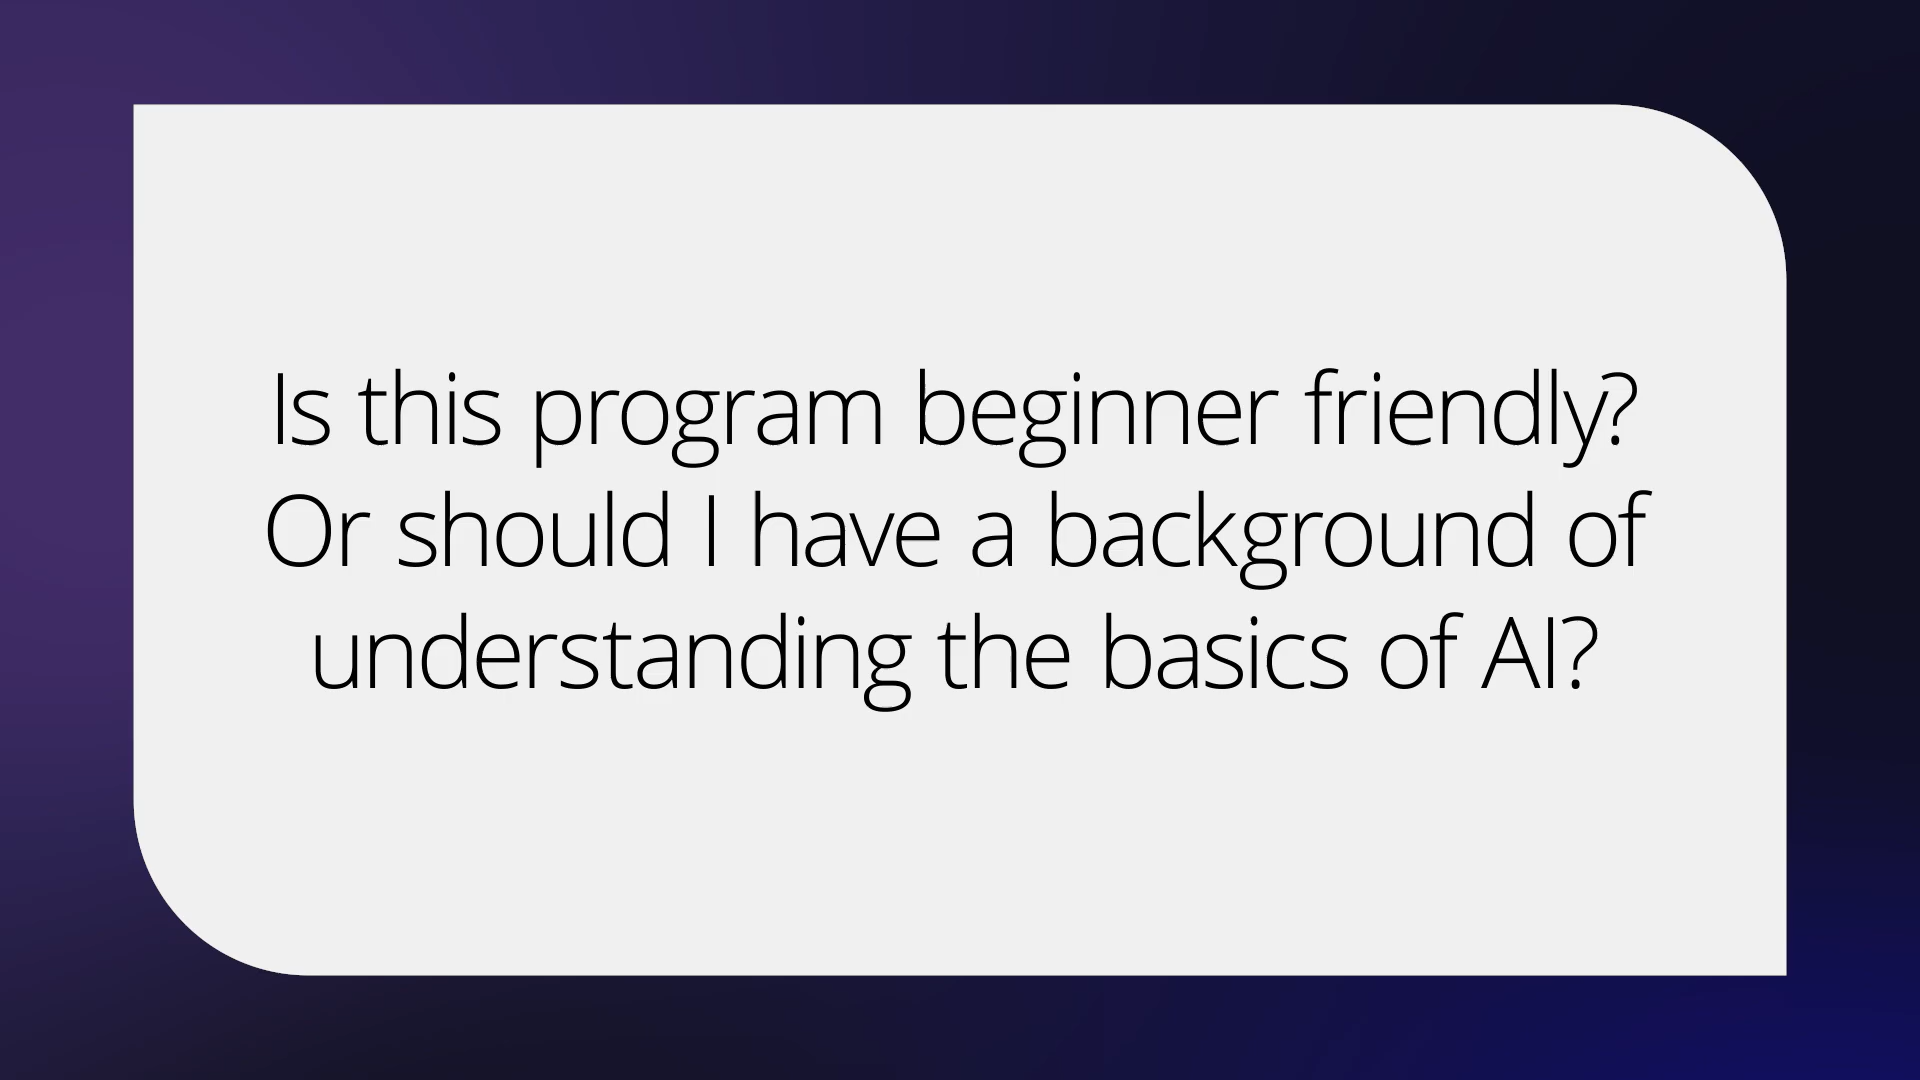 Is this program beginner friendly?
Or should I have a background of
understanding the basics of AI?